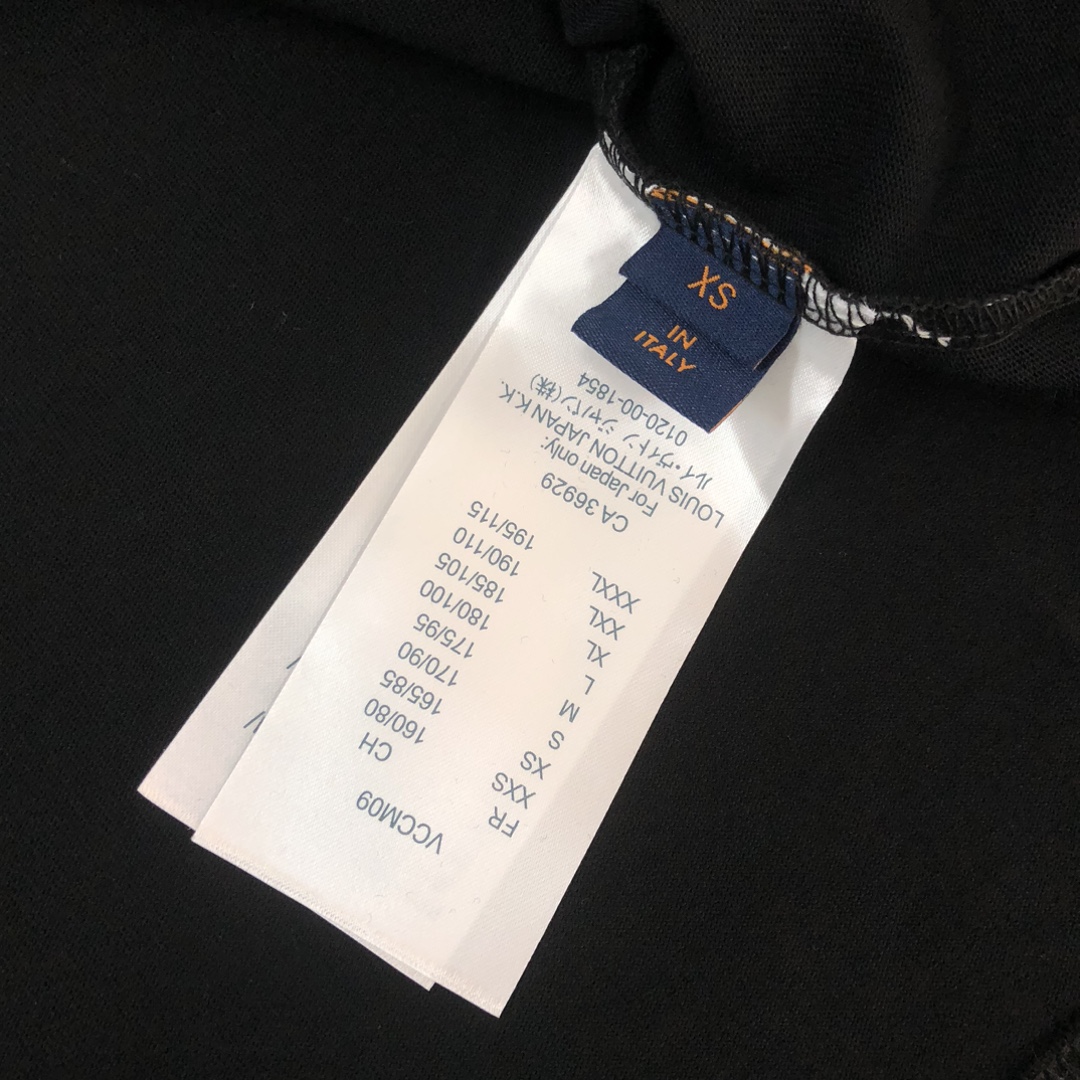 XS
IN
ITALY
VCCM09
FR CH
XXS 160/80
XS 165/85
S 170/90
M 175/95
L 180/100
XL 185/105
XXL 190/110
XXXL 195/115
CA 36929
For Japan only:
LOUIS VUITTON JAPAN K.K.
ルイ・ヴィトン ジャパン(株)
0120-00-1854